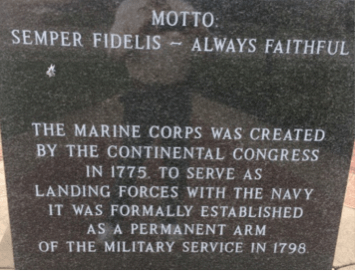 MOTTO:
SEMPER FIDELIS ~ ALWAYS FAITHFUL
THE MARINE CORPS WAS CREATED
BY THE CONTINENTAL CONGRESS
IN 1775, TO SERVE AS
LANDING FORCES WITH THE NAVY
IT WAS FORMALLY ESTABLISHED
AS A PERMANENT ARM
OF THE MILITARY SERVICE IN 1798.